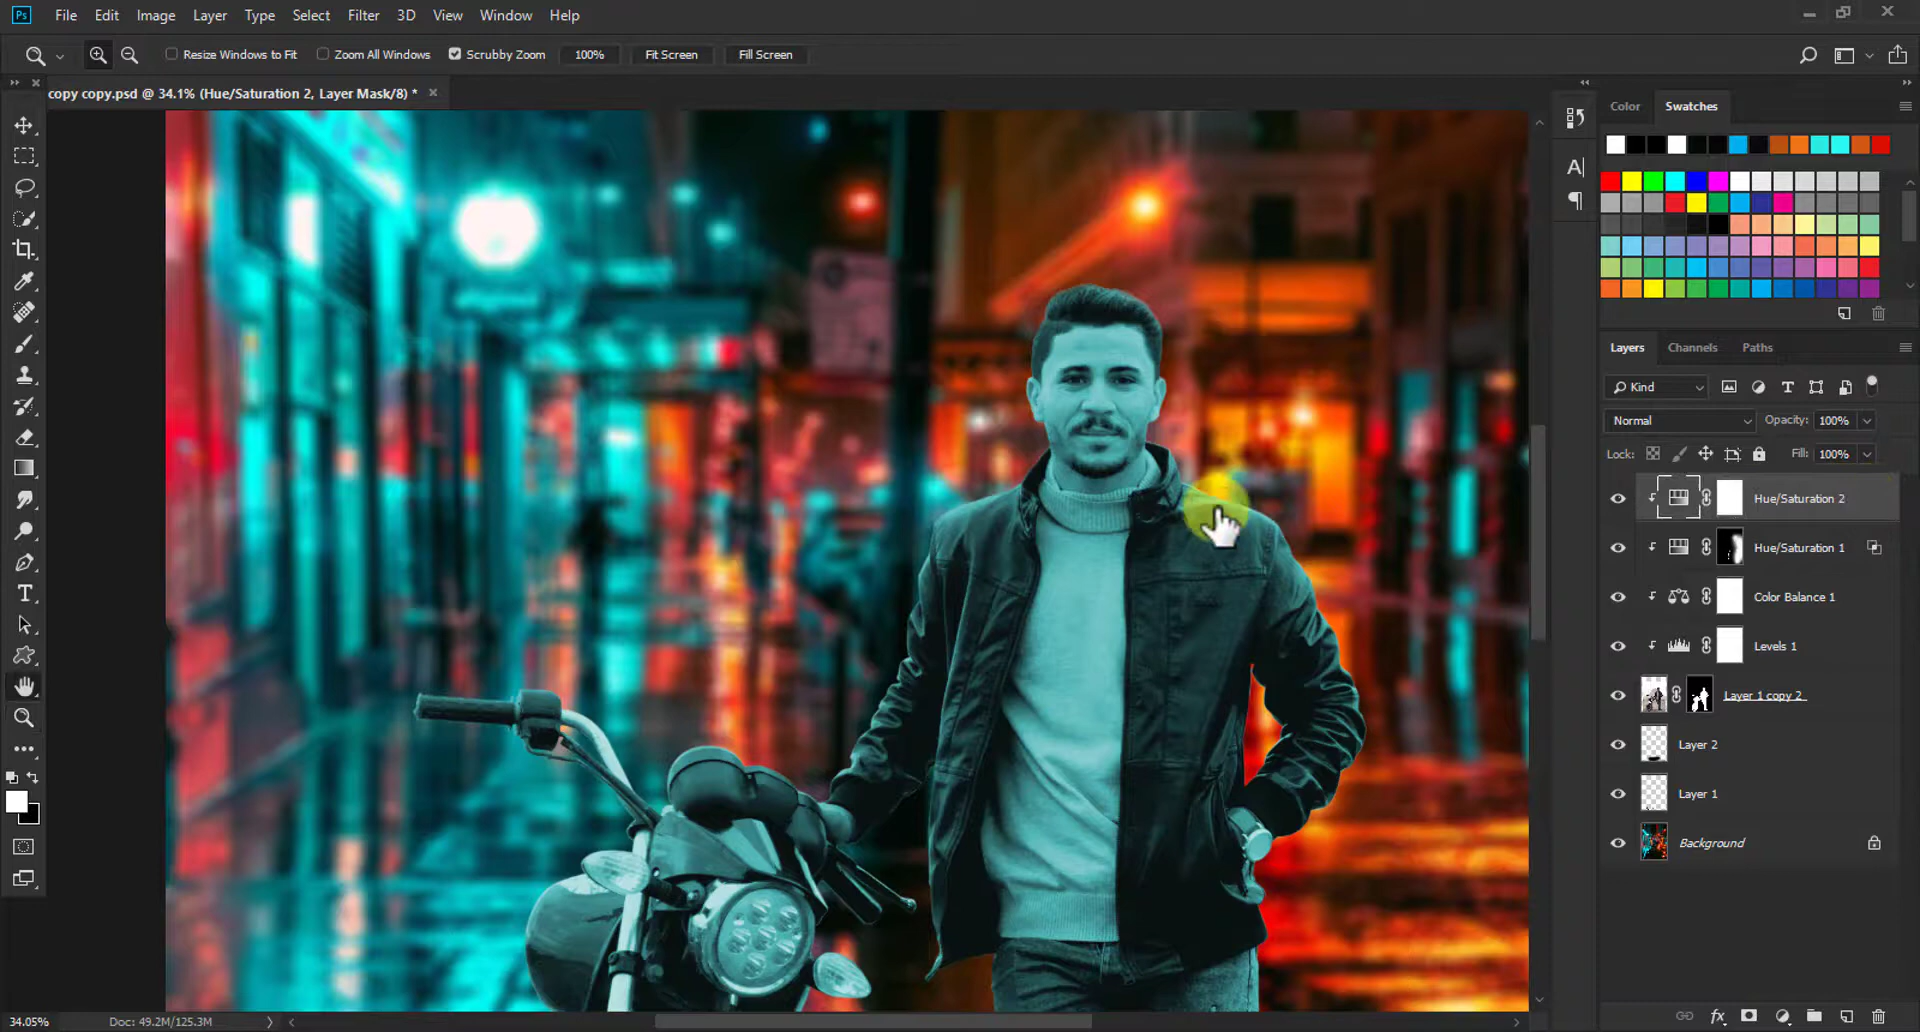 Ps File Edit Image Layer Type Select Filter 3D View Window Help
Resize Windows to Fit Zoom All Windows Scrubby Zoom 100% Fit Screen Fill Screen
copy copy.psd @ 34.1% (Hue/Saturation 2, Layer Mask/8) *
Color Swatches
Layers Channels Paths
Kind
Normal Opacity: 100%
Lock: Fill: 100%
Hue/Saturation 2
Hue/Saturation 1
Color Balance 1
Levels 1
Layer 1 copy 2
Layer 2
Layer 1
Background
34.05% Doc: 49.2M/125.3M